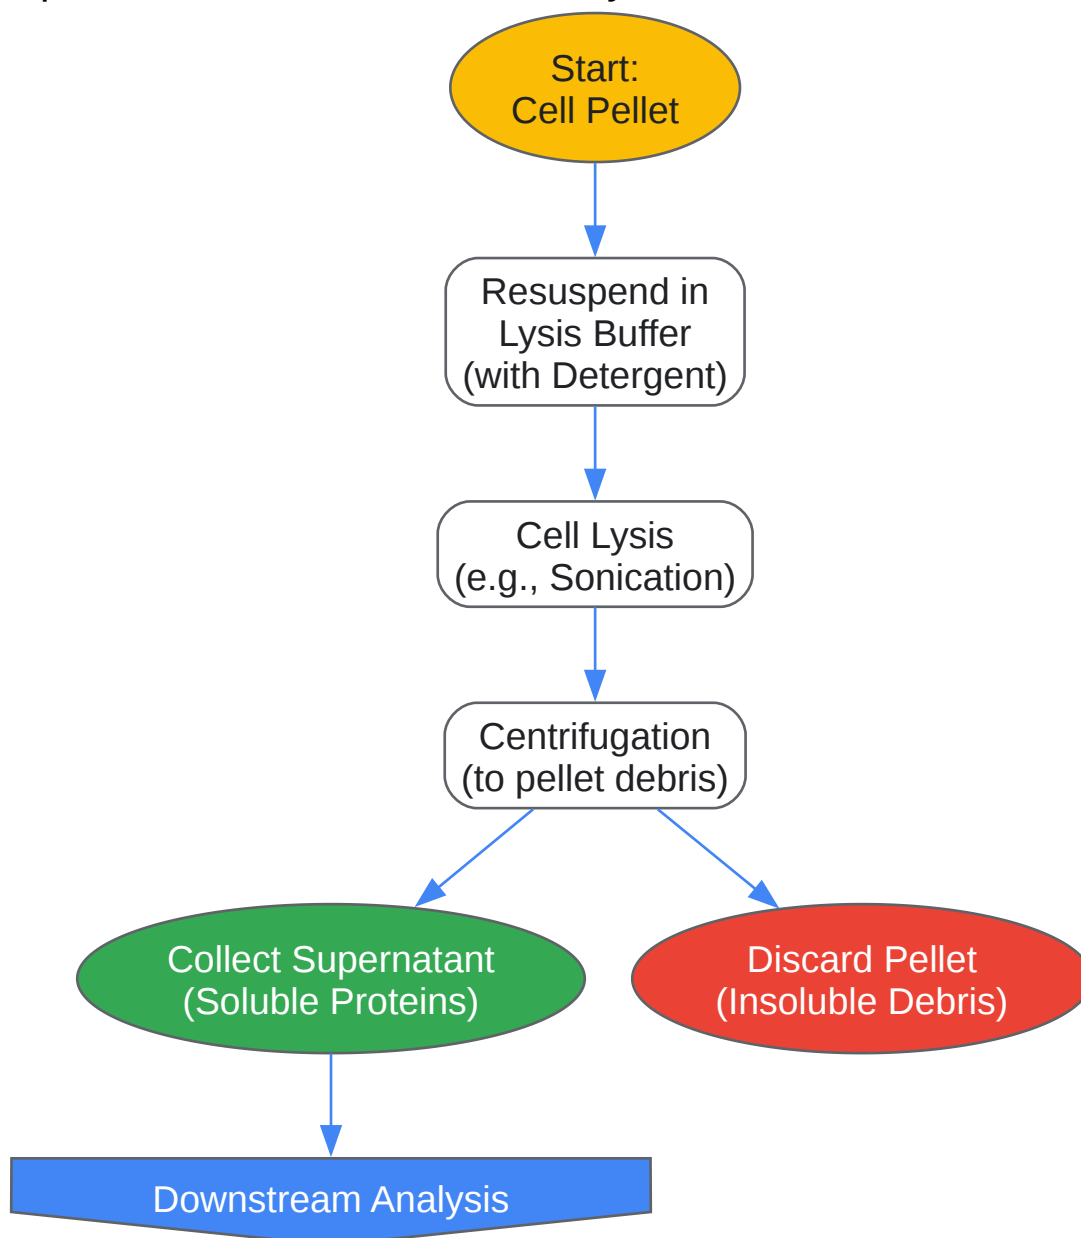 Start:
Cell Pellet
Resuspend in
Lysis Buffer
(with Detergent)
Cell Lysis
(e.g., Sonication)
Centrifugation
(to pellet debris)
Collect Supernatant
(Soluble Proteins)
Discard Pellet
(Insoluble Debris)
Downstream Analysis